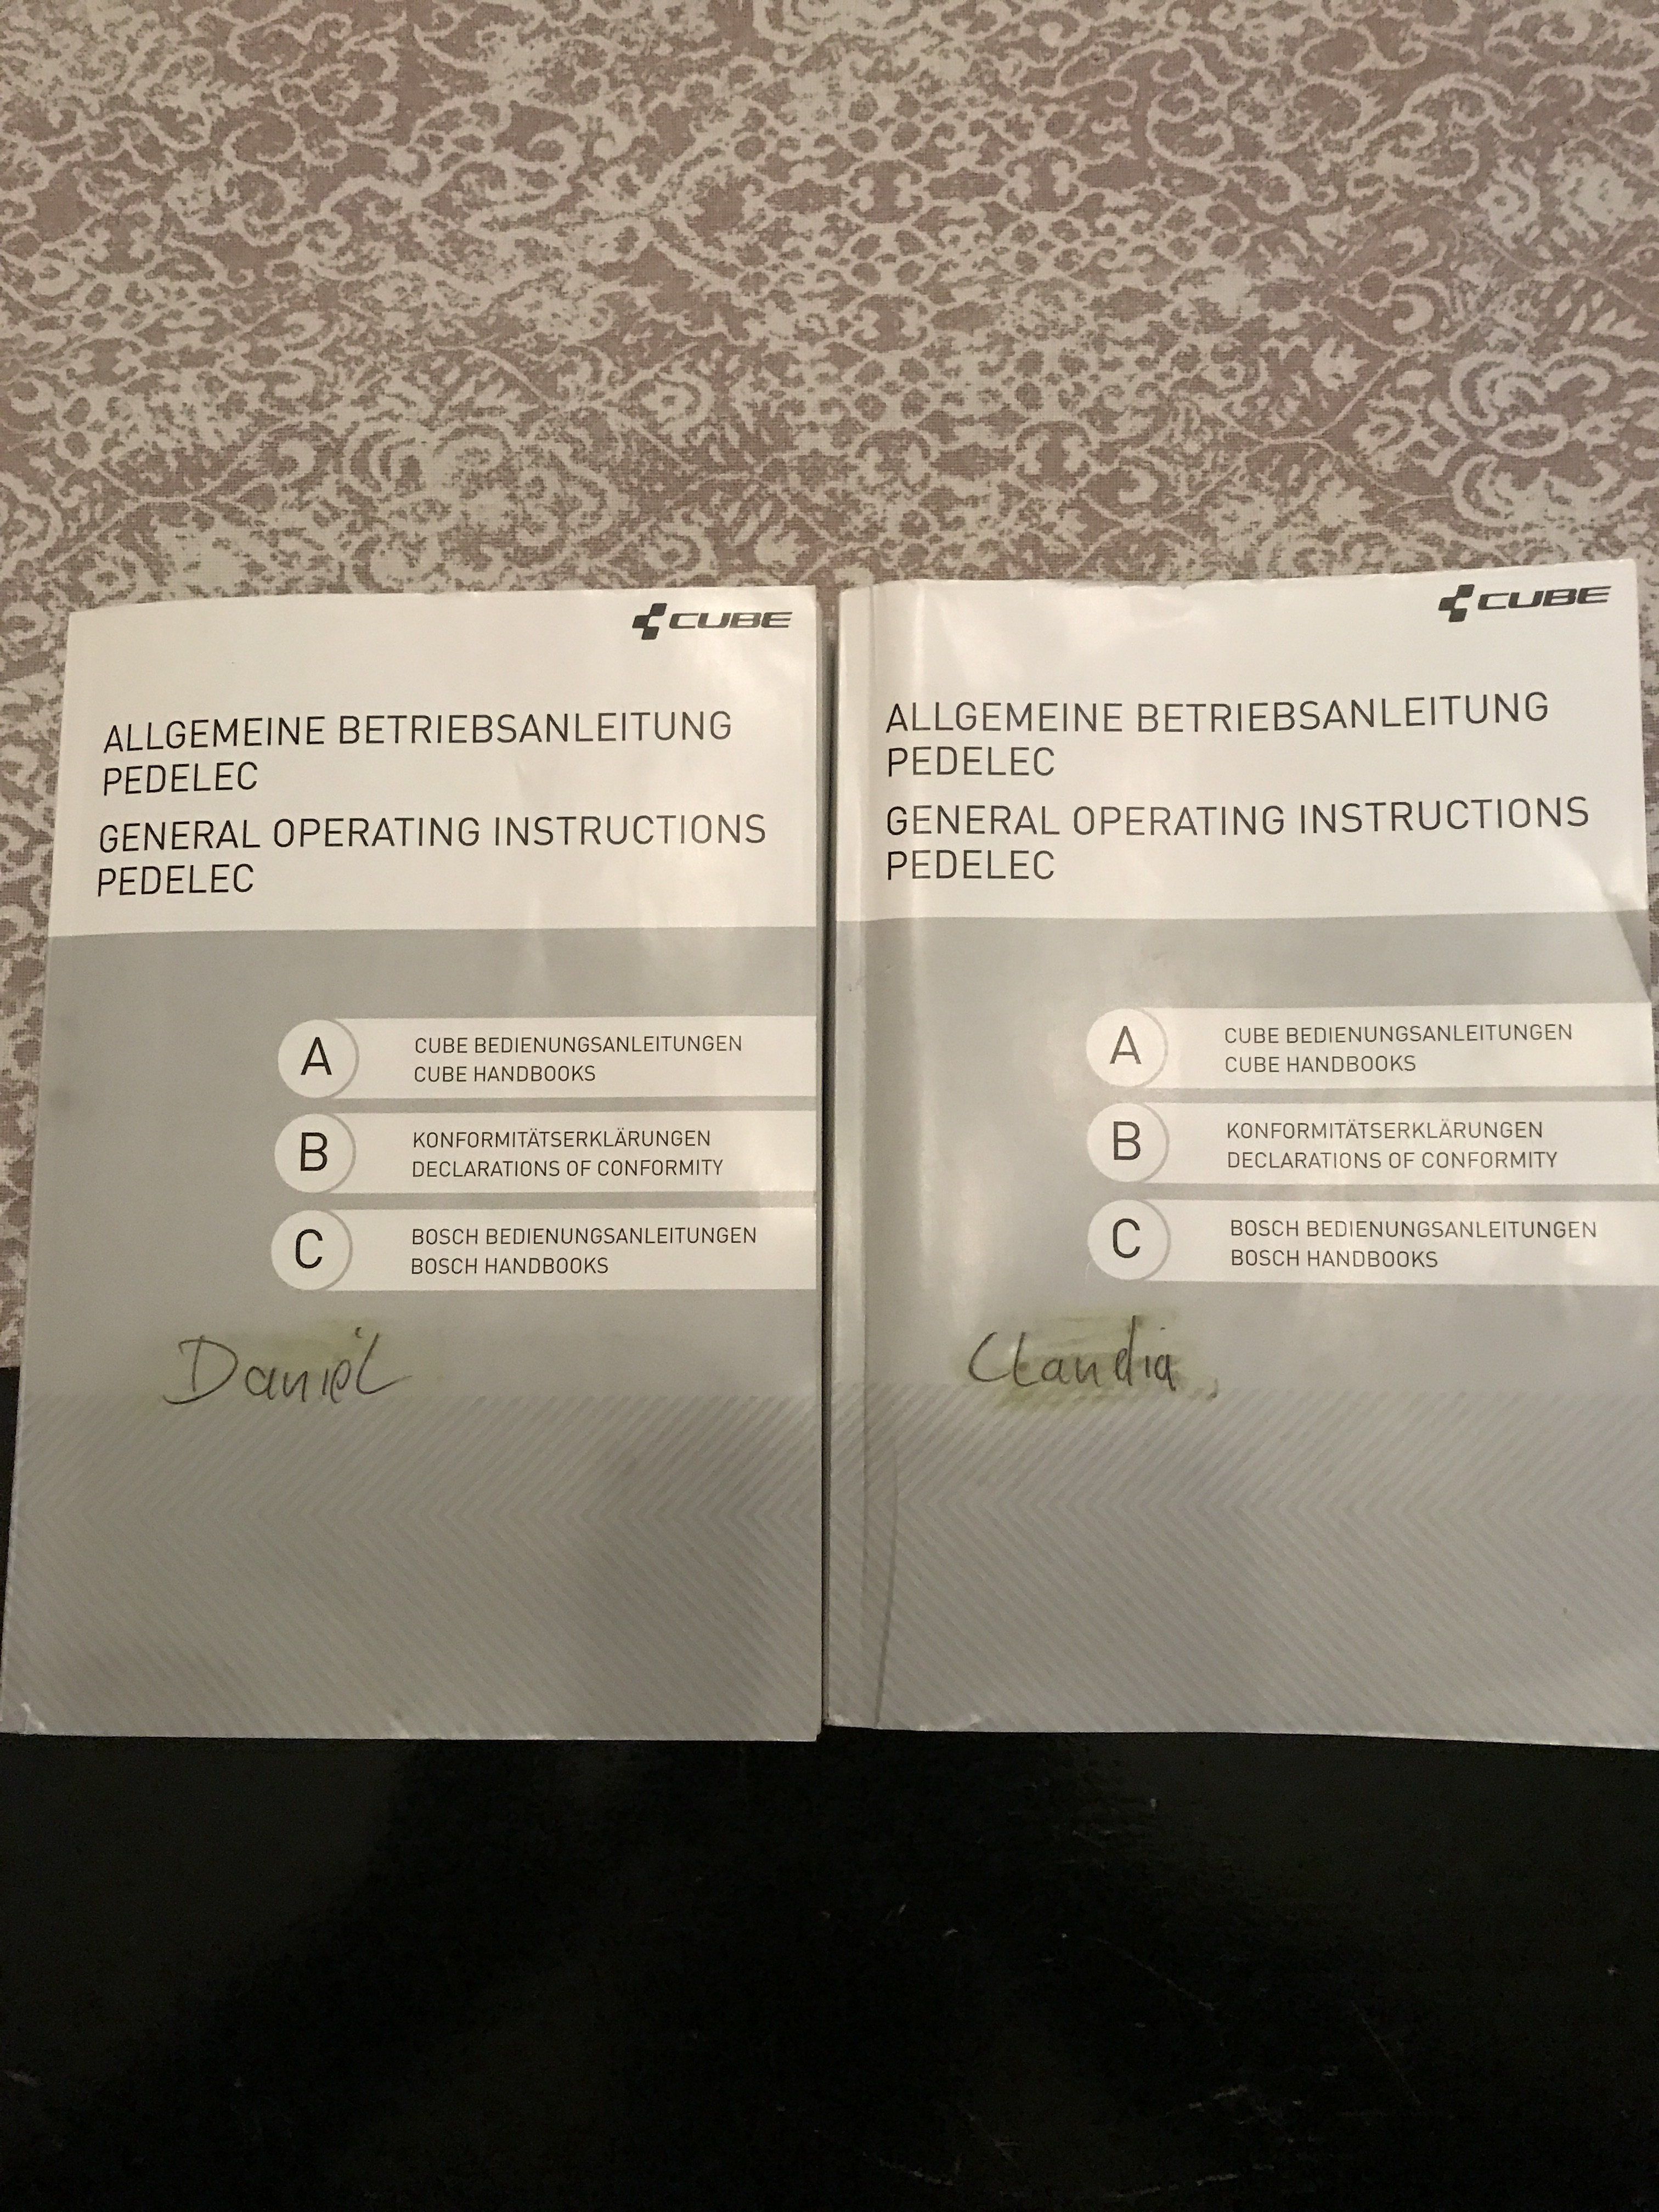 CUBE
ALLGEMEINE BETRIEBSANLEITUNG
PEDELEC
GENERAL OPERATING INSTRUCTIONS
PEDELEC
A
CUBE BEDIENUNGSANLEITUNGEN
CUBE HANDBOOKS
B
KONFORMITÄTSERKLÄRUNGEN
DECLARATIONS OF CONFORMITY
C
BOSCH BEDIENUNGSANLEITUNGEN
BOSCH HANDBOOKS
Daniel
CUBE
ALLGEMEINE BETRIEBSANLEITUNG
PEDELEC
GENERAL OPERATING INSTRUCTIONS
PEDELEC
A
CUBE BEDIENUNGSANLEITUNGEN
CUBE HANDBOOKS
B
KONFORMITÄTSERKLÄRUNGEN
DECLARATIONS OF CONFORMITY
C
BOSCH BEDIENUNGSANLEITUNGEN
BOSCH HANDBOOKS
Claudia